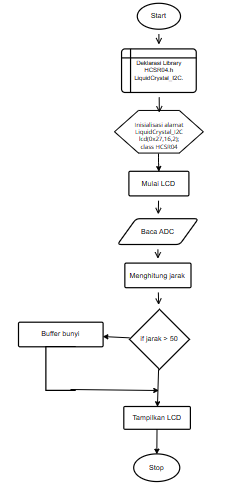 Start
Deklarasi Library
HCSR04.h
LiquidCrystal_I2C.
Inisialisasi alamat
LiquidCrystal_I2C
lcd(0x27,16,2);
class HCSR04
Mulai LCD
Baca ADC
Menghitung jarak
if jarak > 50
Buffer bunyi
Tampilkan LCD
Stop